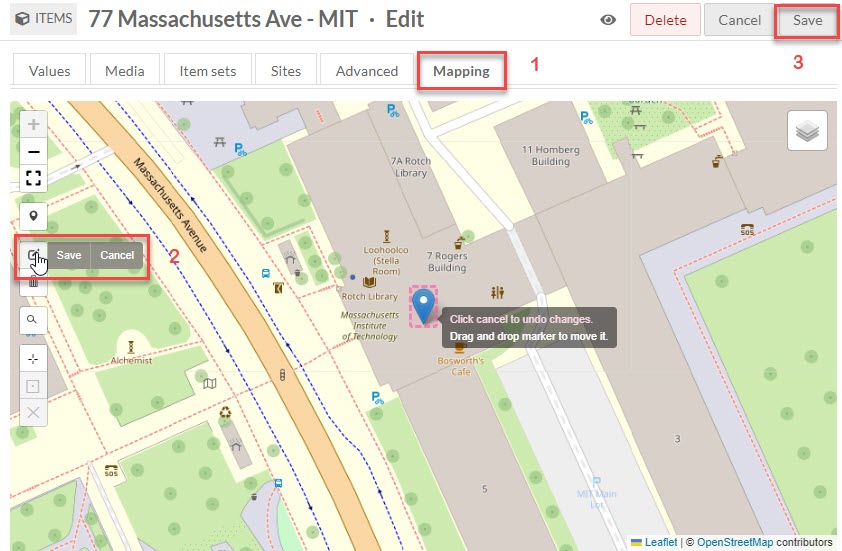 ITEMS 77 Massachusetts Ave - MIT · Edit Delete Cancel Save
Values Media Item sets Sites Advanced Mapping 1 3
Massachusetts Avenue
7A Rotch
Library
11 Homberg
Building
Save Cancel 2
Loohooloo
(Stella
Room)
7 Rogers
Building
Rotch Library
Massachusetts
Institute
of Technology
Click cancel to undo changes.
Drag and drop marker to move it.
Bosworth's
Cafe
Alchemist
SOS
SOS
3
5
MIT Main
Lot
Leaflet | © OpenStreetMap contributors